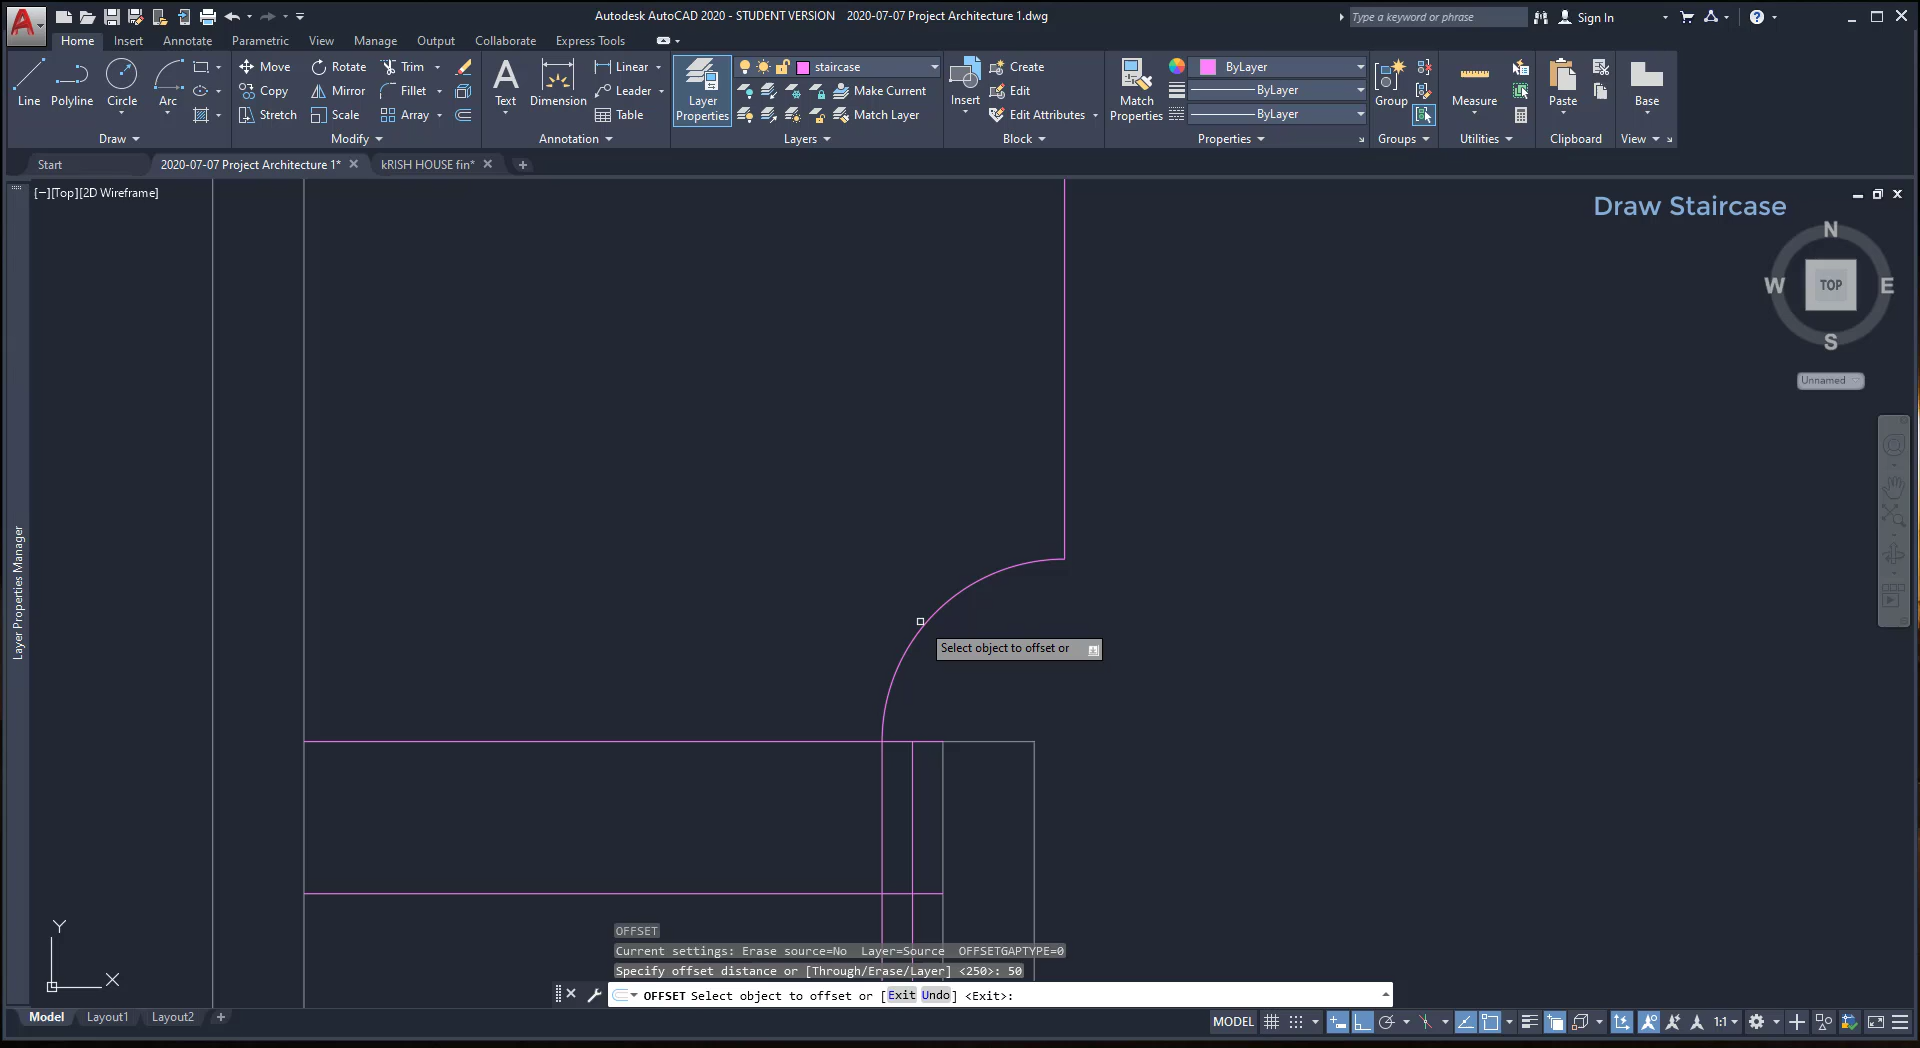 Autodesk AutoCAD 2020 - STUDENT VERSION 2020-07-07 Project Architecture 1.dwg
Type a keyword or phrase
Sign In
Home Insert Annotate Parametric View Manage Output Collaborate Express Tools
Line Polyline Circle Arc
Draw
Move Rotate Trim
Copy Mirror Fillet
Stretch Scale Array
Modify
Text Dimension
Linear
Leader
Table
Annotation
Layer Properties
staircase
Make Current
Match Layer
Layers
Insert
Create
Edit
Edit Attributes
Block
Match Properties
ByLayer
ByLayer
ByLayer
Properties
Group
Groups
Measure
Utilities
Paste
Clipboard
Base
View
Start 2020-07-07 Project Architecture 1* kRISH HOUSE fin*
[−][Top][2D Wireframe]
Draw Staircase
N
W TOP E
S
Unnamed
Layer Properties Manager
Select object to offset or
Y
X
OFFSET
Current settings: Erase source=No Layer=Source OFFSETGAPTYPE=0
Specify offset distance or [Through/Erase/Layer] <250>: 50
OFFSET Select object to offset or [Exit Undo] <Exit>:
Model Layout1 Layout2
MODEL 1:1